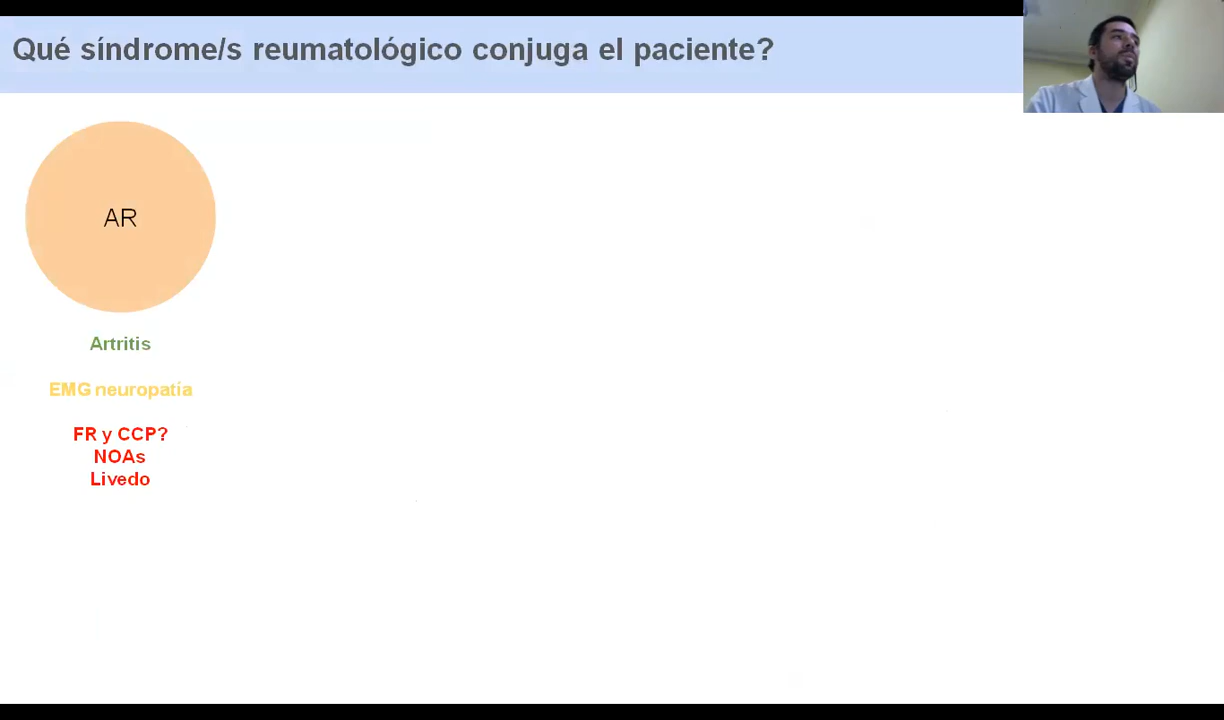 Qué síndrome/s reumatológico conjuga el paciente?
AR
Artritis
EMG neuropatía
FR y CCP?
NOAs
Livedo